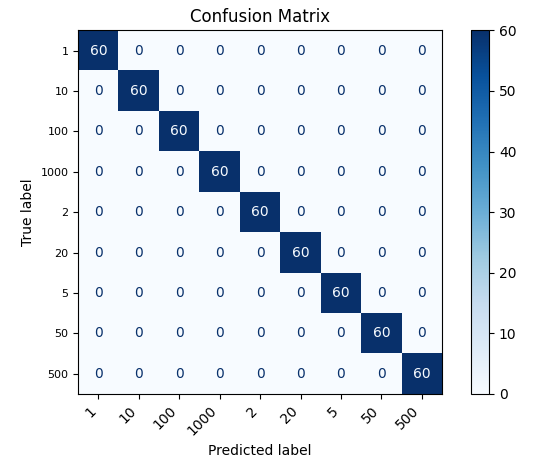 Confusion Matrix
True label
1 60 0 0 0 0 0 0 0 0
10 0 60 0 0 0 0 0 0 0
100 0 0 60 0 0 0 0 0 0
1000 0 0 0 60 0 0 0 0 0
2 0 0 0 0 60 0 0 0 0
20 0 0 0 0 0 60 0 0 0
5 0 0 0 0 0 0 60 0 0
50 0 0 0 0 0 0 0 60 0
500 0 0 0 0 0 0 0 0 60
1 10 100 1000 2 20 5 50 500
Predicted label
60
50
40
30
20
10
0